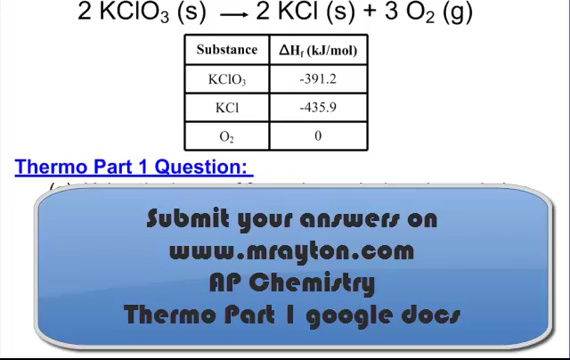 2 KClO₃ (s) → 2 KCl (s) + 3 O₂ (g)
Substance ΔHf (kJ/mol)
KClO₃ -391.2
KCl -435.9
O₂ 0
Thermo Part 1 Question:
Submit your answers on
www.mrayton.com
AP Chemistry
Thermo Part 1 google docs